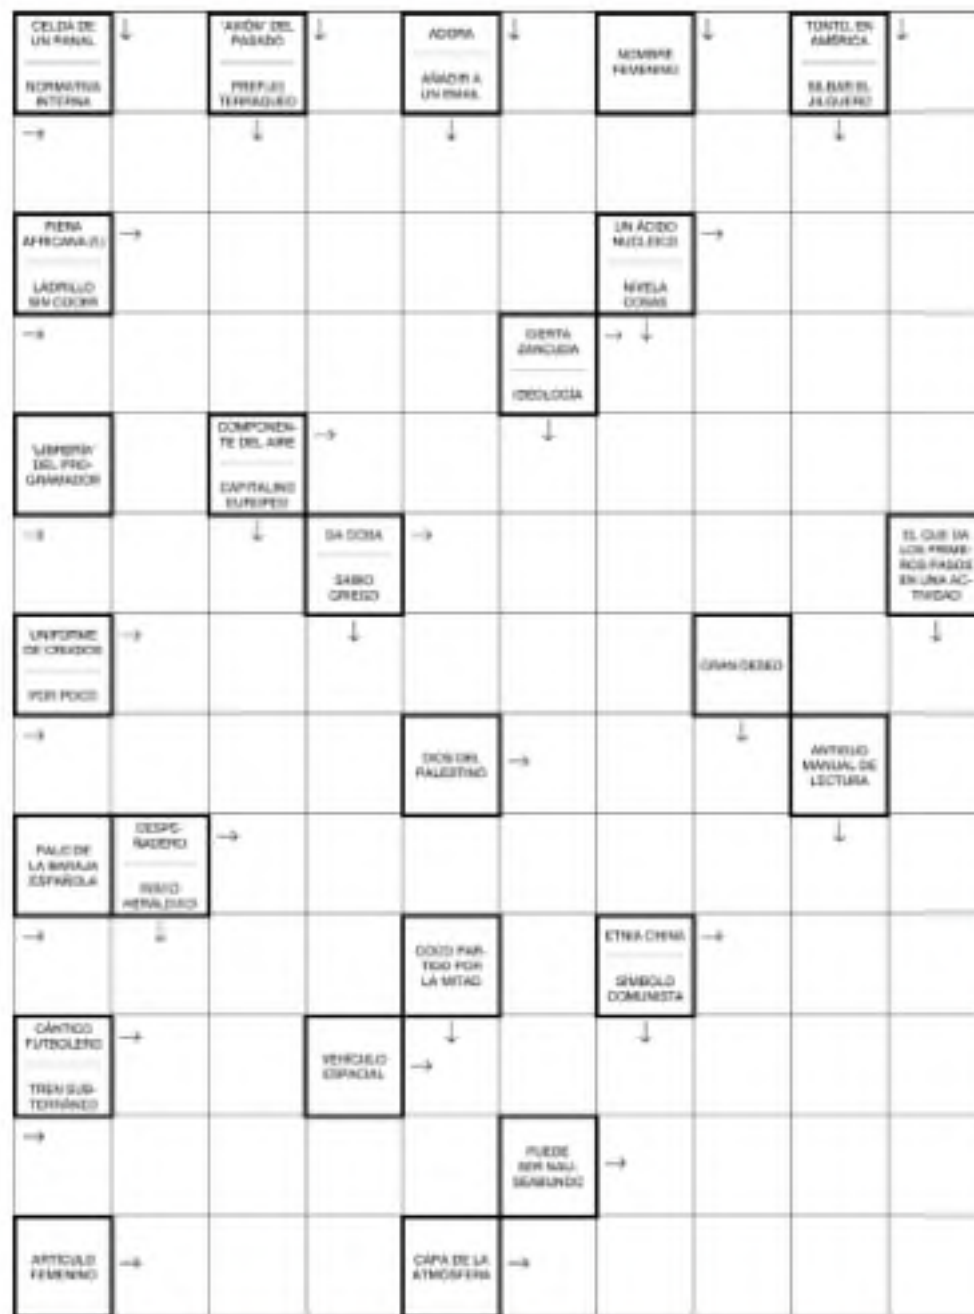 CELDA DE
UN PANAL
NORMATIVA
INTERNA
'AVIÓN' DEL
PASADO
PREFIJO
TERRÁQUEO
ADORA
AÑADIR A
UN EMAIL
NOMBRE
FEMENINO
TONTO, EN
AMÉRICA
SILBAR EL
JILGUERO
FIERA
AFRICANA (F.)
LADRILLO
SIN COCER
UN ÁCIDO
NUCLEICO
NIVELA
COSAS
CIERTA
ZANCUDA
IDEOLOGÍA
'LIBRERÍA'
DEL PRO-
GRAMADOR
COMPONEN-
TE DEL AIRE
CAPITALINO
EUROPEO
DA COBA
SABIO
GRIEGO
EL QUE DA
LOS PRIME-
ROS PASOS
EN UNA AC-
TIVIDAD
UNIFORME
DE CRIADOS
POR POCO
GRAN DESEO
DIOS DEL
PALESTINO
ANTIGUO
MANUAL DE
LECTURA
PALO DE
LA BARAJA
ESPAÑOLA
DESPE-
ÑADERO
HERÁLDICO
COCO PAR-
TIDO POR
LA MITAD
ETNIA CHINA
SÍMBOLO
COMUNISTA
CÁNTICO
FUTBOLERO
TREN SUB-
TERRÁNEO
VEHÍCULO
ESPACIAL
PUEDE
SER NAU-
SEABUNDO
ARTÍCULO
FEMENINO
CAPA DE LA
ATMÓSFERA